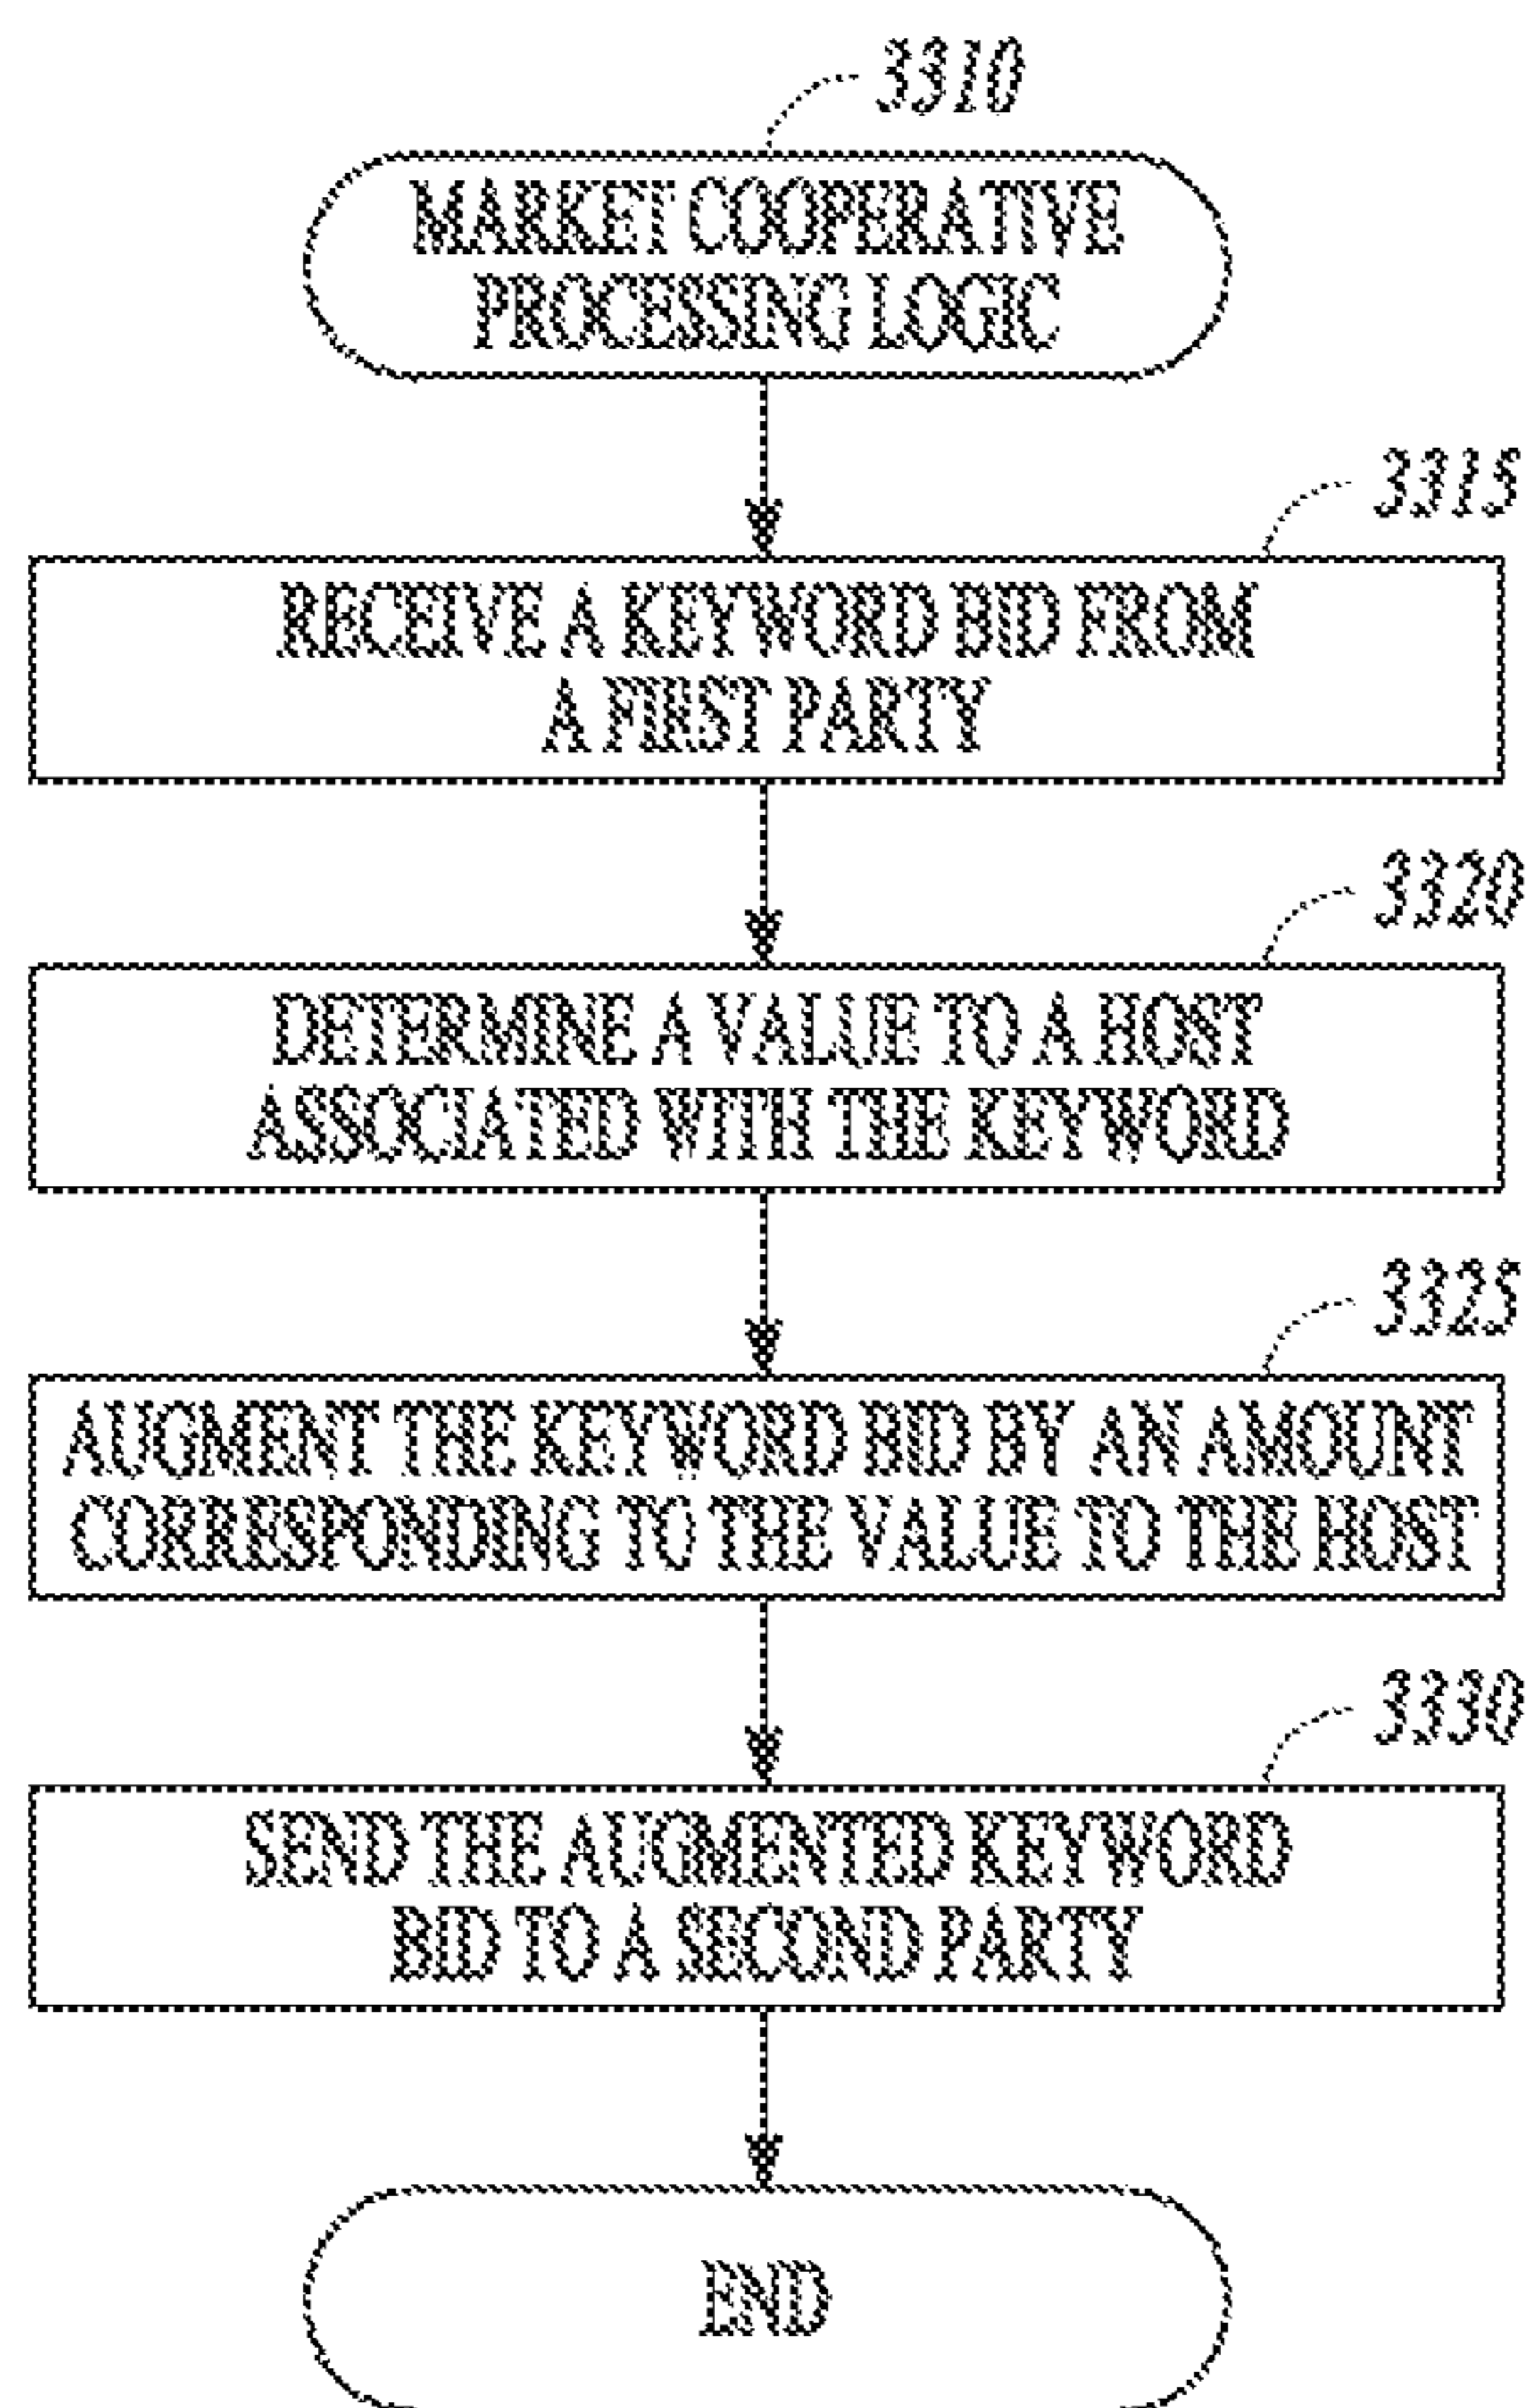 3310
MARKET COOPERATIVE
PROCESSING LOGIC
3315
RECEIVE A KEYWORD BID FROM
A FIRST PARTY
3320
DETERMINE A VALUE TO A HOST
ASSOCIATED WITH THE KEYWORD
3325
AUGMENT THE KEYWORD BID BY AN AMOUNT
CORRESPONDING TO THE VALUE TO THE HOST
3330
SEND THE AUGMENTED KEYWORD
BID TO A SECOND PARTY
END